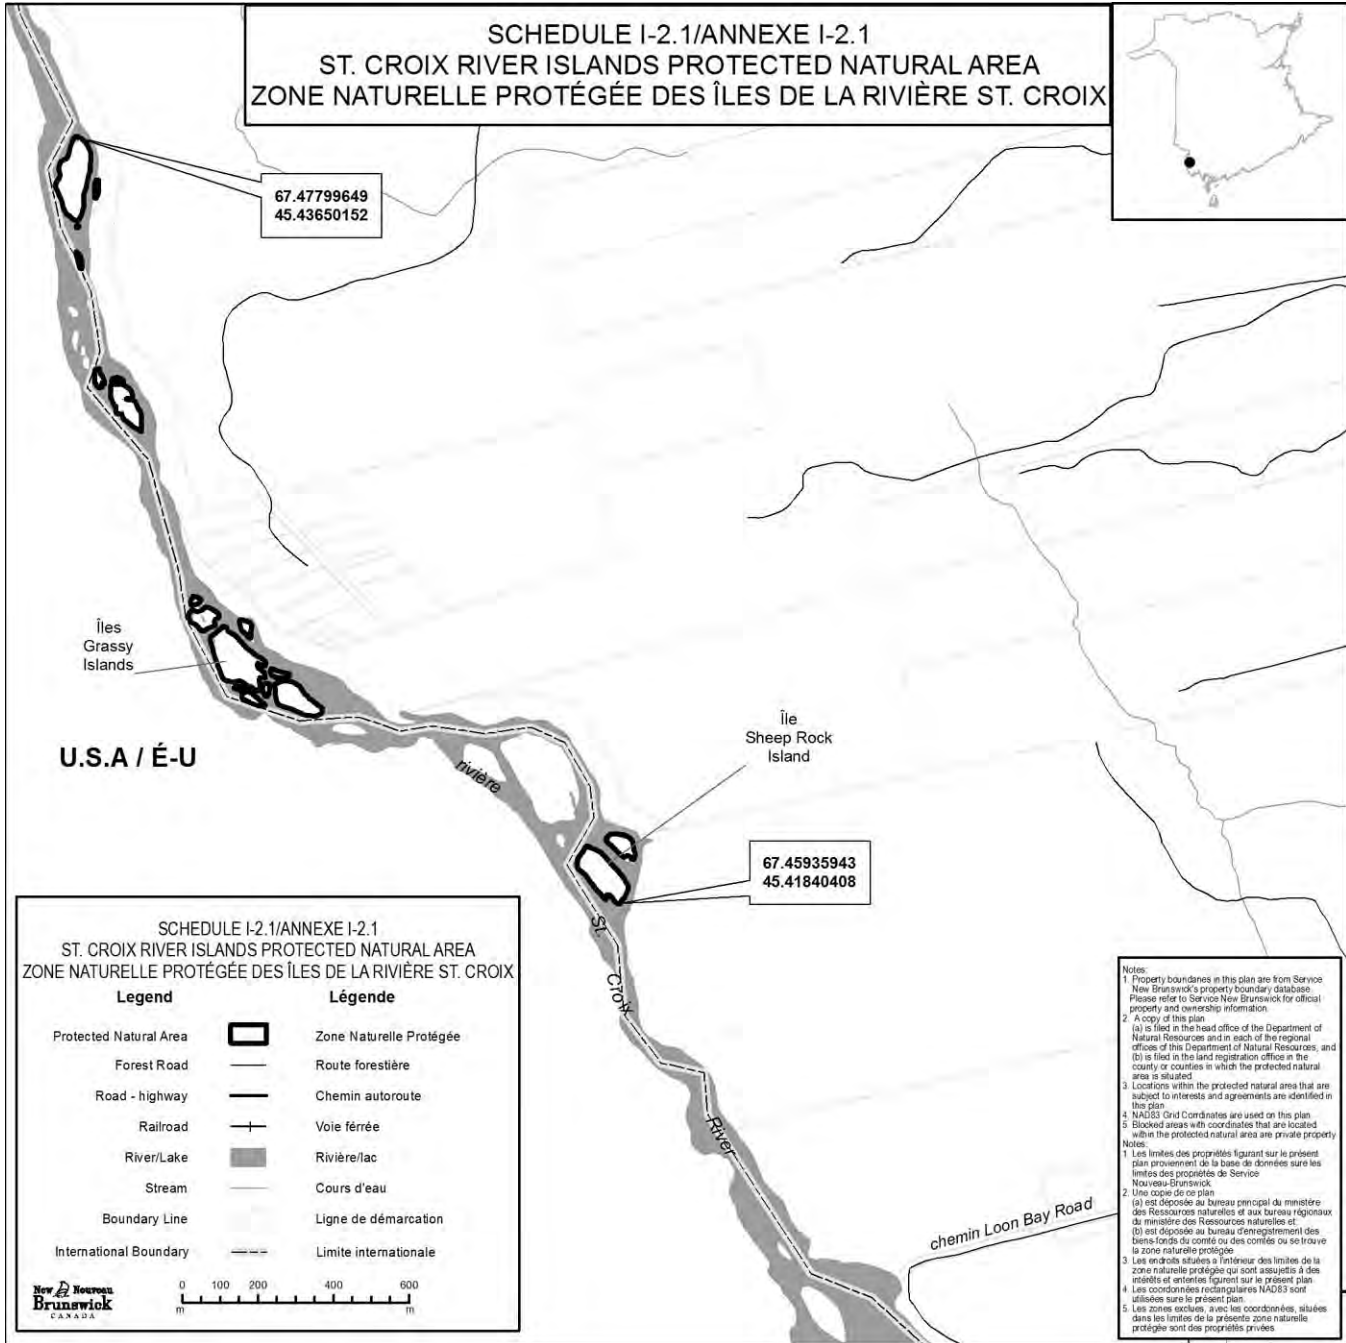 SCHEDULE I-2.1/ANNEXE I-2.1
ST. CROIX RIVER ISLANDS PROTECTED NATURAL AREA
ZONE NATURELLE PROTÉGÉE DES ÎLES DE LA RIVIÈRE ST. CROIX
67.47799649
45.43650152
Îles
Grassy
Islands
U.S.A / É-U
rivière
Île
Sheep Rock
Island
67.45935943
45.41840408
St.
Croix
River
chemin Loon Bay Road
SCHEDULE I-2.1/ANNEXE I-2.1
ST. CROIX RIVER ISLANDS PROTECTED NATURAL AREA
ZONE NATURELLE PROTÉGÉE DES ÎLES DE LA RIVIÈRE ST. CROIX
Legend Légende
Protected Natural Area Zone Naturelle Protégée
Forest Road Route forestière
Road - highway Chemin autoroute
Railroad Voie férrée
River/Lake Rivière/lac
Stream Cours d'eau
Boundary Line Ligne de démarcation
International Boundary Limite internationale
New Nouveau
Brunswick
CANADA
0 100 200 400 600
m m
Notes:
1. Property boundaries in this plan are from Service
New Brunswick's property boundary database.
Please refer to Service New Brunswick for official
property and ownership information.
2. A copy of this plan
(a) is filed in the head office of the Department of
Natural Resources and in each of the regional
offices of this Department of Natural Resources, and
(b) is filed in the land registration office in the
county or counties in which the protected natural
area is situated
3. Locations within the protected natural area that are
subject to interests and agreements are identified in
this plan
4. NAD83 Grid Corrdinates are used on this plan
5. Blocked areas with coordinates that are located
within the protected natural area are private property
Notes:
1. Les limites des propriétés figurant sur le présent
plan proviennent de la base de données sure les
limites des propriétés de Service
Nouveau-Brunswick.
2. Une copie de ce plan
(a) est déposée au bureau principal du ministère
des Ressources naturelles et aux bureau régionaux
du ministère des Ressources naturelles et:
(b) est déposée au bureau d'enregistrement des
biens-fonds du comté ou des comtés ou se trouve
la zone naturelle protégée
3. Les endroits situées a l'intérieur des limites de la
zone naturelle protégée qui sont assujettis à des
intérêts et ententes figurent sur le présent plan.
4. Les coordonnées rectangulaires NAD83 sont
utilisées sure le présent plan.
5. Les zones exclues, avec les coordonnées, situées
dans les limites de la présente zone naturelle
protégée sont des propriétés privées.